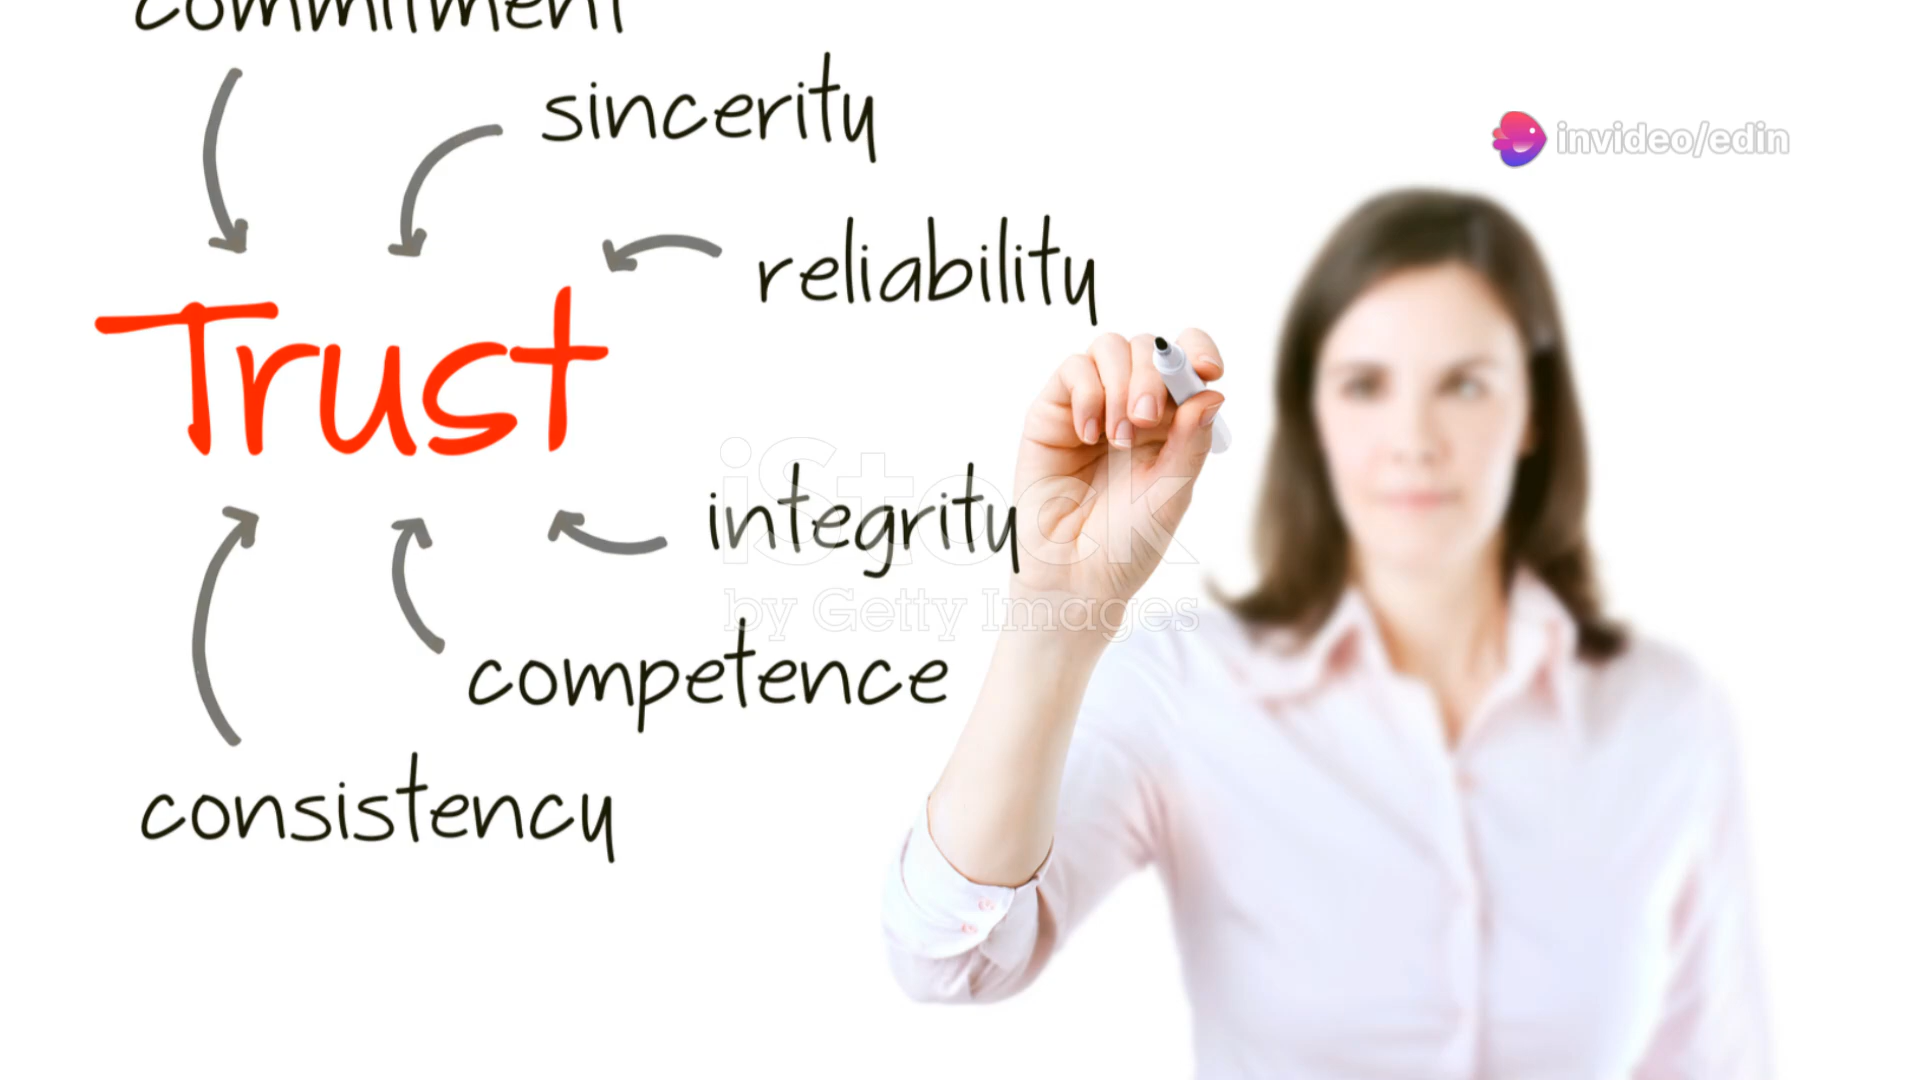 commitment
sincerity
invideo/edin
reliability
Trust
integrity
iStock
by Getty Images
competence
consistency